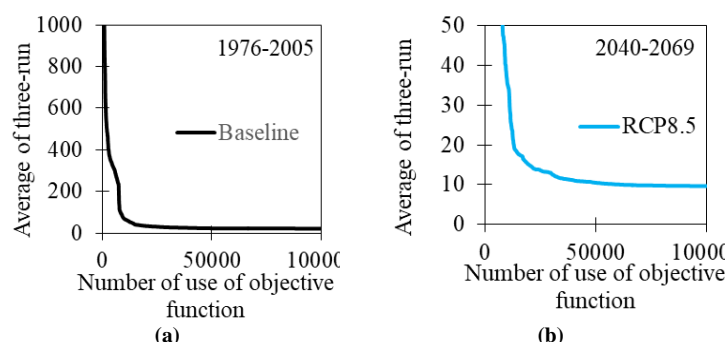 1000
800
600
400
200
0
Average of three-run
1976-2005
Baseline
0
50000
10000
Number of use of objective
function
(a)
50
40
30
20
10
0
Average of three-run
2040-2069
RCP8.5
0
50000
10000
Number of use of objective
function
(b)